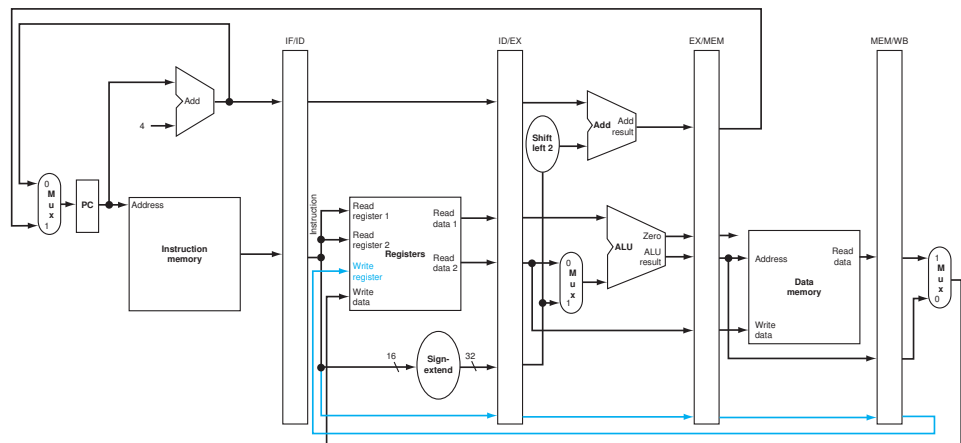 IF/ID
ID/EX
EX/MEM
MEM/WB
Add
4
Shift
left 2
Add
Add
result
0
M
u
x
1
PC
Address
Instruction
memory
Instruction
Read
register 1
Read
register 2
Write
register
Write
data
Registers
Read
data 1
Read
data 2
16
Sign-
extend
32
0
M
u
x
1
ALU
Zero
ALU
result
Address
Write
data
Data
memory
Read
data
1
M
u
x
0